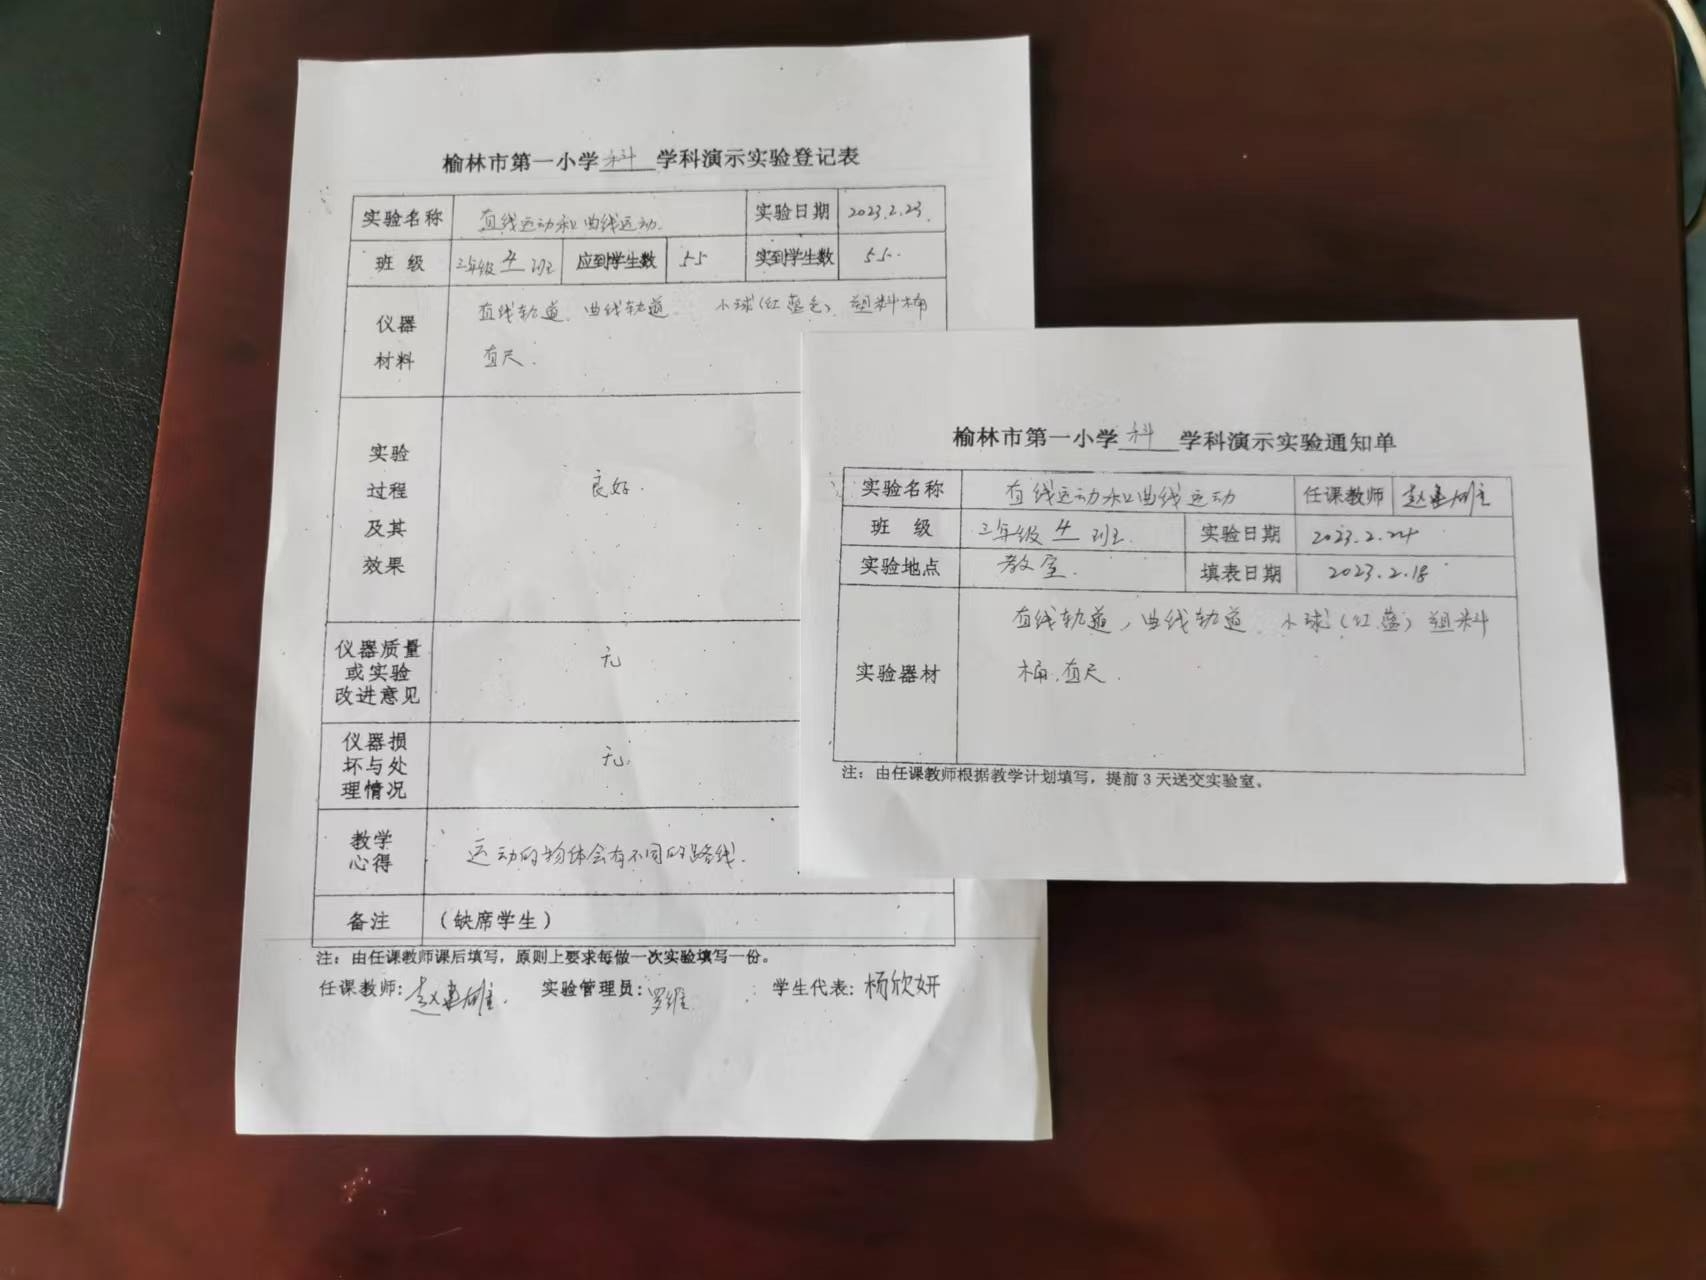 榆林市第一小学 科 学科演示实验登记表
实验名称 直线运动和曲线运动. 实验日期 2023.2.23.
班 级 三年级 4 班 应到学生数 55 实到学生数 55.
仪器材料 直线轨道、曲线轨道 小球(红蓝色)、塑料桶
直尺.
实验过程及其效果 良好.
仪器质量或实验改进意见 无
仪器损坏与处理情况 无.
教学心得 运动的物体会有不同的路线.
备注 (缺席学生)
注:由任课教师课后填写,原则上要求每做一次实验填写一份。
任课教师: 赵建雄. 实验管理员: 罗维 学生代表: 杨欣妍
榆林市第一小学 科 学科演示实验通知单
实验名称 直线运动和曲线运动 任课教师 赵建雄
班 级 三年级 4 班. 实验日期 2023.2.24
实验地点 教室. 填表日期 2023.2.18
实验器材 直线轨道,曲线轨道 小球(红.蓝)塑料
桶.直尺.
注:由任课教师根据教学计划填写,提前3天送交实验室。